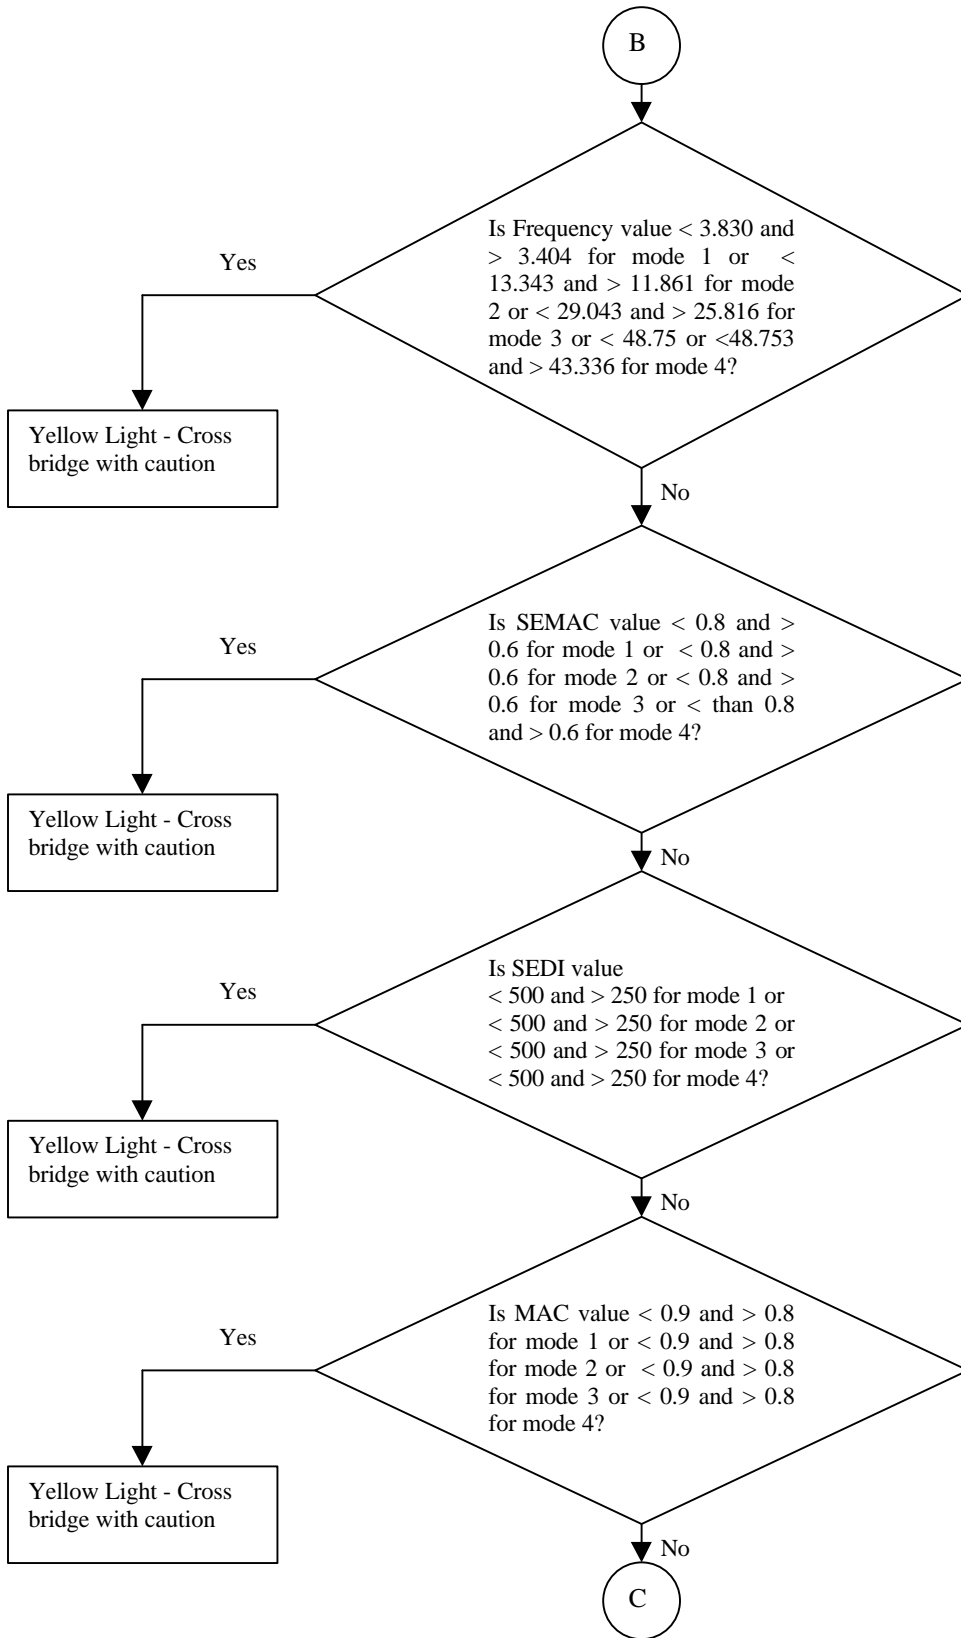 B
Is Frequency value < 3.830 and
> 3.404 for mode 1 or <
13.343 and > 11.861 for mode
2 or < 29.043 and > 25.816 for
mode 3 or < 48.75 or <48.753
and > 43.336 for mode 4?
Yes
Yellow Light - Cross
bridge with caution
No
Is SEMAC value < 0.8 and >
0.6 for mode 1 or < 0.8 and >
0.6 for mode 2 or < 0.8 and >
0.6 for mode 3 or < than 0.8
and > 0.6 for mode 4?
Yes
Yellow Light - Cross
bridge with caution
No
Is SEDI value
< 500 and > 250 for mode 1 or
< 500 and > 250 for mode 2 or
< 500 and > 250 for mode 3 or
< 500 and > 250 for mode 4?
Yes
Yellow Light - Cross
bridge with caution
No
Is MAC value < 0.9 and > 0.8
for mode 1 or < 0.9 and > 0.8
for mode 2 or < 0.9 and > 0.8
for mode 3 or < 0.9 and > 0.8
for mode 4?
Yes
Yellow Light - Cross
bridge with caution
No
C